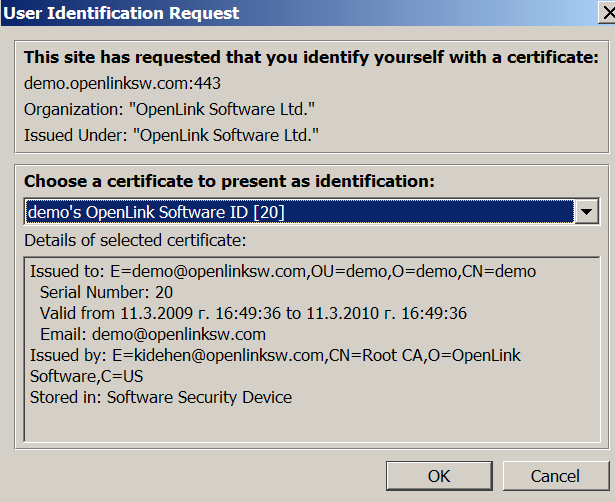 User Identification Request
This site has requested that you identify yourself with a certificate:
demo.openlinksw.com:443
Organization: "OpenLink Software Ltd."
Issued Under: "OpenLink Software Ltd."
Choose a certificate to present as identification:
demo's OpenLink Software ID [20]
Details of selected certificate:
Issued to: E=demo@openlinksw.com,OU=demo,O=demo,CN=demo
Serial Number: 20
Valid from 11.3.2009 г. 16:49:36 to 11.3.2010 г. 16:49:36
Email: demo@openlinksw.com
Issued by: E=kidehen@openlinksw.com,CN=Root CA,O=OpenLink
Software,C=US
Stored in: Software Security Device
OK Cancel